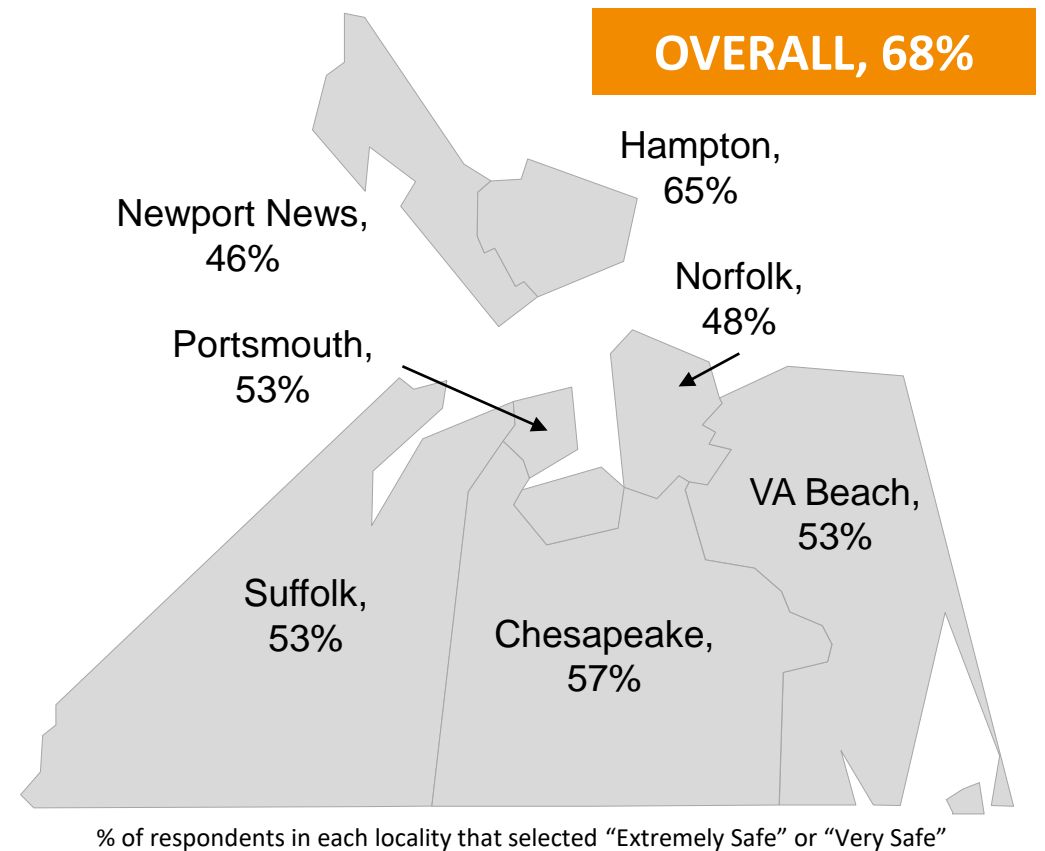 OVERALL, 68%
Hampton,
65%
Newport News,
46%
Norfolk,
48%
Portsmouth,
53%
VA Beach,
53%
Suffolk,
53%
Chesapeake,
57%
% of respondents in each locality that selected “Extremely Safe” or “Very Safe”